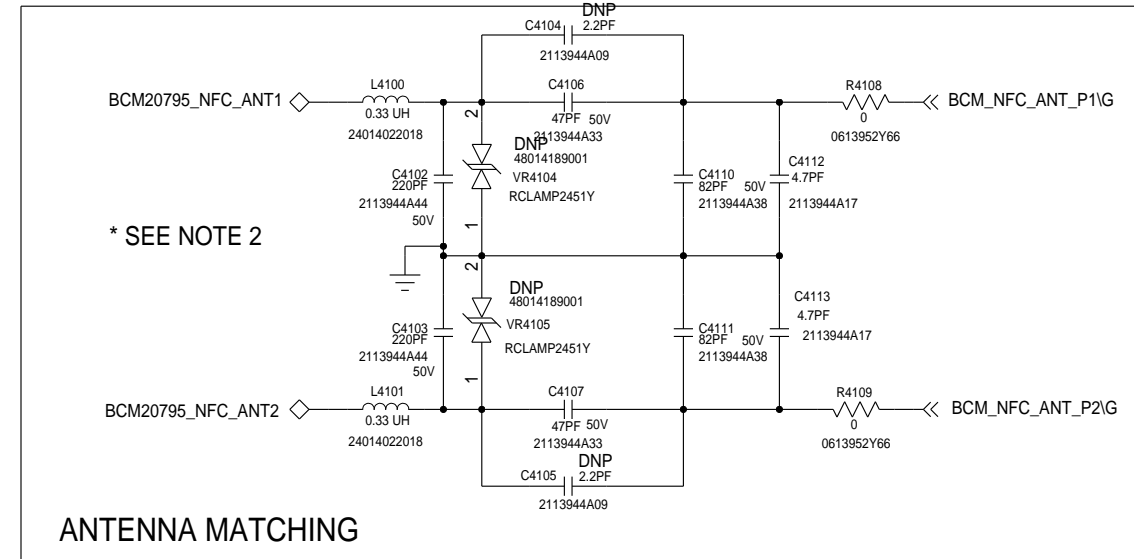 DNP
C4104 2.2PF
2113944A09
L4100
C4106
R4108
BCM20795_NFC_ANT1
BCM_NFC_ANT_P1\G
0.33 UH
24014022018
2
47PF 50V
2113944A33
0
0613952Y66
DNP
48014189001
VR4104
RCLAMP2451Y
C4102
220PF
2113944A44
50V
C4110
82PF 50V
2113944A38
C4112
4.7PF
2113944A17
1
* SEE NOTE 2
2
DNP
48014189001
VR4105
RCLAMP2451Y
C4103
220PF
2113944A44
50V
C4111
82PF 50V
2113944A38
C4113
4.7PF
2113944A17
1
L4101
C4107
R4109
BCM20795_NFC_ANT2
BCM_NFC_ANT_P2\G
0.33 UH
24014022018
47PF 50V
2113944A33
0
0613952Y66
DNP
C4105 2.2PF
2113944A09
ANTENNA MATCHING